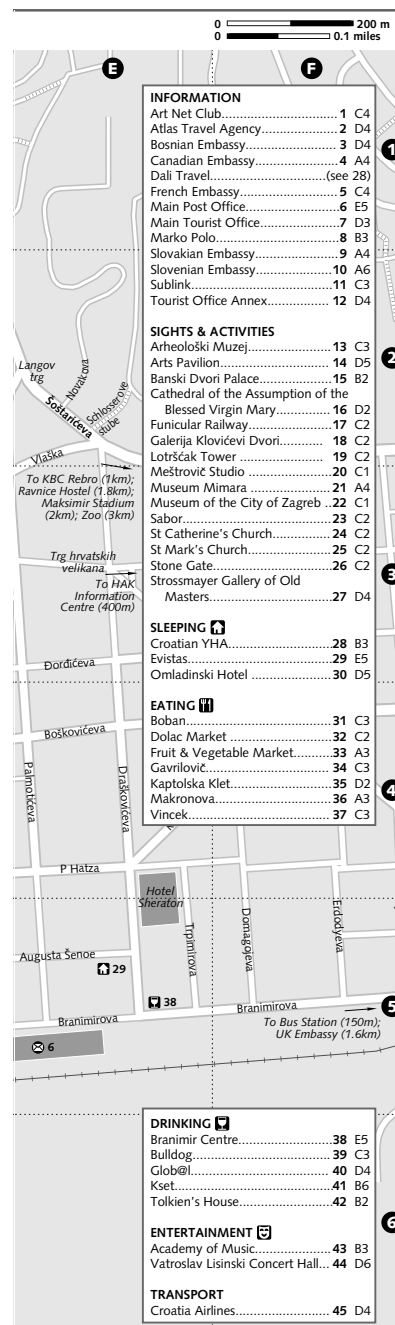 0 200 m
0 0.1 miles
E F
1
INFORMATION
Art Net Club 1 C4
Atlas Travel Agency 2 D4
Bosnian Embassy 3 D4
Canadian Embassy 4 A4
Dali Travel (see 28)
French Embassy 5 C4
Main Post Office 6 E5
Main Tourist Office 7 D3
Marko Polo 8 B3
Slovakian Embassy 9 A4
Slovenian Embassy 10 A6
Sublink 11 C3
Tourist Office Annex 12 D4
SIGHTS & ACTIVITIES
Arheološki Muzej 13 C3
Arts Pavilion 14 D5
Banski Dvori Palace 15 B2
Cathedral of the Assumption of the
Blessed Virgin Mary 16 D2
Funicular Railway 17 C2
Galerija Klovićevi Dvori 18 C2
Lotršćak Tower 19 C2
Meštrovič Studio 20 C1
Museum Mimara 21 A4
Museum of the City of Zagreb 22 C1
Sabor 23 C2
St Catherine's Church 24 C2
St Mark's Church 25 C2
Stone Gate 26 C2
Strossmayer Gallery of Old
Masters 27 D4
SLEEPING
Croatian YHA 28 B3
Evistas 29 E5
Omladinski Hotel 30 D5
EATING
Boban 31 C3
Dolac Market 32 C2
Fruit & Vegetable Market 33 A3
Gavrilovič 34 C3
Kaptolska Klet 35 D2
Makronova 36 A3
Vincek 37 C3
2
Langov
trg
Novakova
Šoštarićeva
Schlosserove
stube
Vlaška
To KBC Rebro (1km);
Ravnice Hostel (1.8km);
Maksimir Stadium
(2km); Zoo (3km)
Trg hrvatskih
velikana
3
To HAK
Information
Centre (400m)
Đorđićeva
Boškovićeva
Palmotićeva
Draškovićeva
4
P Hatza
Hotel
Sheraton
Trpimirova
Domagojeva
Erdodyeva
Augusta Šenoe
29
38
Branimirova
Branimirova
5
To Bus Station (150m);
UK Embassy (1.6km)
6
DRINKING
Branimir Centre 38 E5
Bulldog 39 C3
Glob@l 40 D4
Kset 41 B6
Tolkien's House 42 B2
6
ENTERTAINMENT
Academy of Music 43 B3
Vatroslav Lisinski Concert Hall 44 D6
TRANSPORT
Croatia Airlines 45 D4